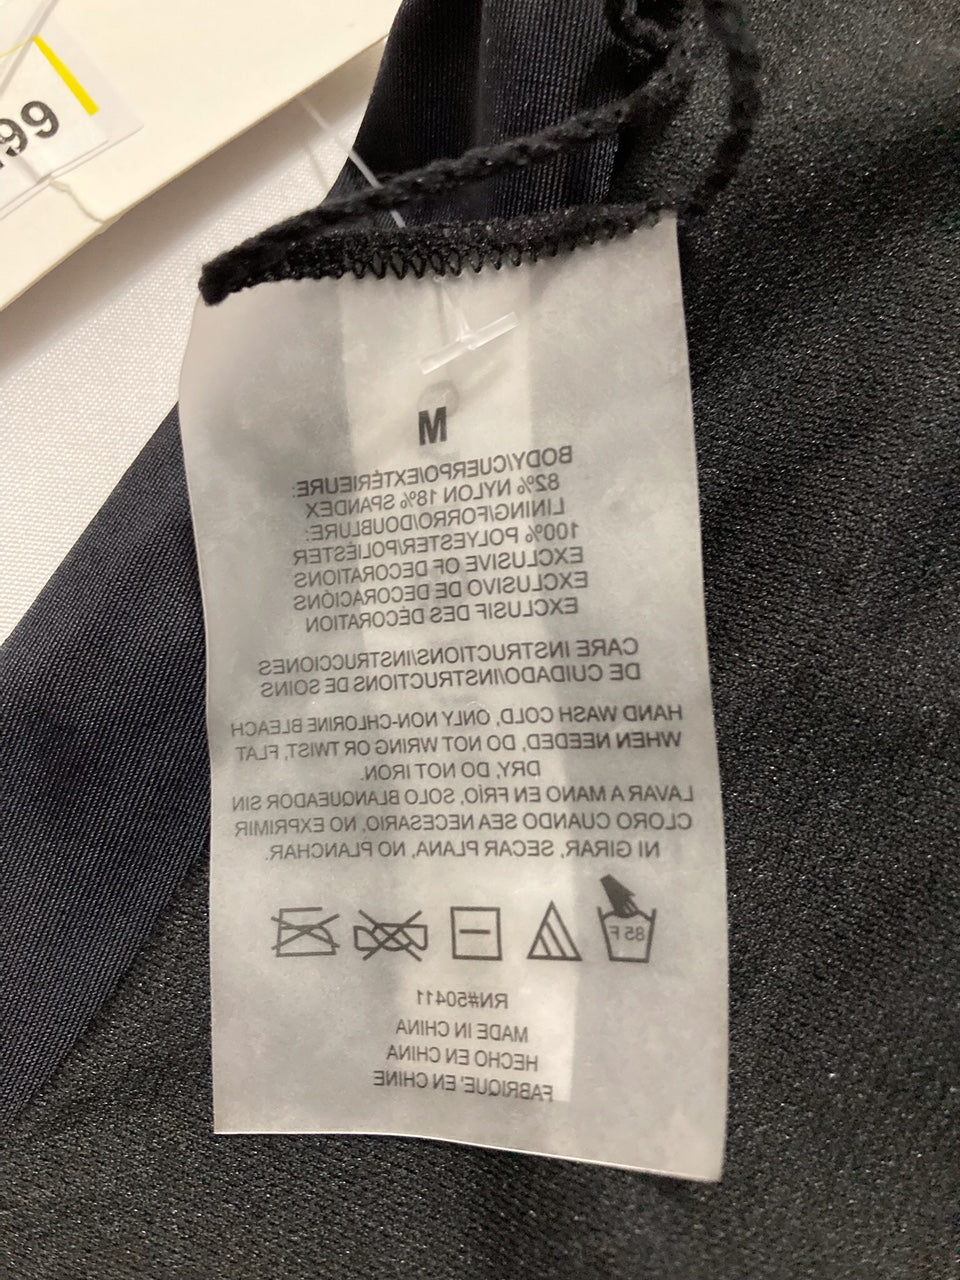 .99
M
BODY/CUERPO/EXTÉRIEURE:
82% NYLON 18% SPANDEX
LINING/FORRO/DOUBLURE:
100% POLYESTER/POLIÉSTER
EXCLUSIVE OF DECORATIONS
EXCLUSIVO DE DECORACIÓNS
EXCLUSIF DES DÉCORATION
CARE INSTRUCTIONS/INSTRUCCIONES
DE CUIDADO/INSTRUCTIONS DE SOINS
HAND WASH COLD, ONLY NON-CHLORINE BLEACH
WHEN NEEDED, DO NOT WRING OR TWIST, FLAT
DRY, DO NOT IRON.
LAVAR A MANO EN FRÍO, SOLO BLANQUEADOR SIN
CLORO CUANDO SEA NECESARIO, NO EXPRIMIR
NI GIRAR, SECAR PLANA, NO PLANCHAR.
85 F
RN#50411
MADE IN CHINA
HECHO EN CHINA
FABRIQUE' EN CHINE